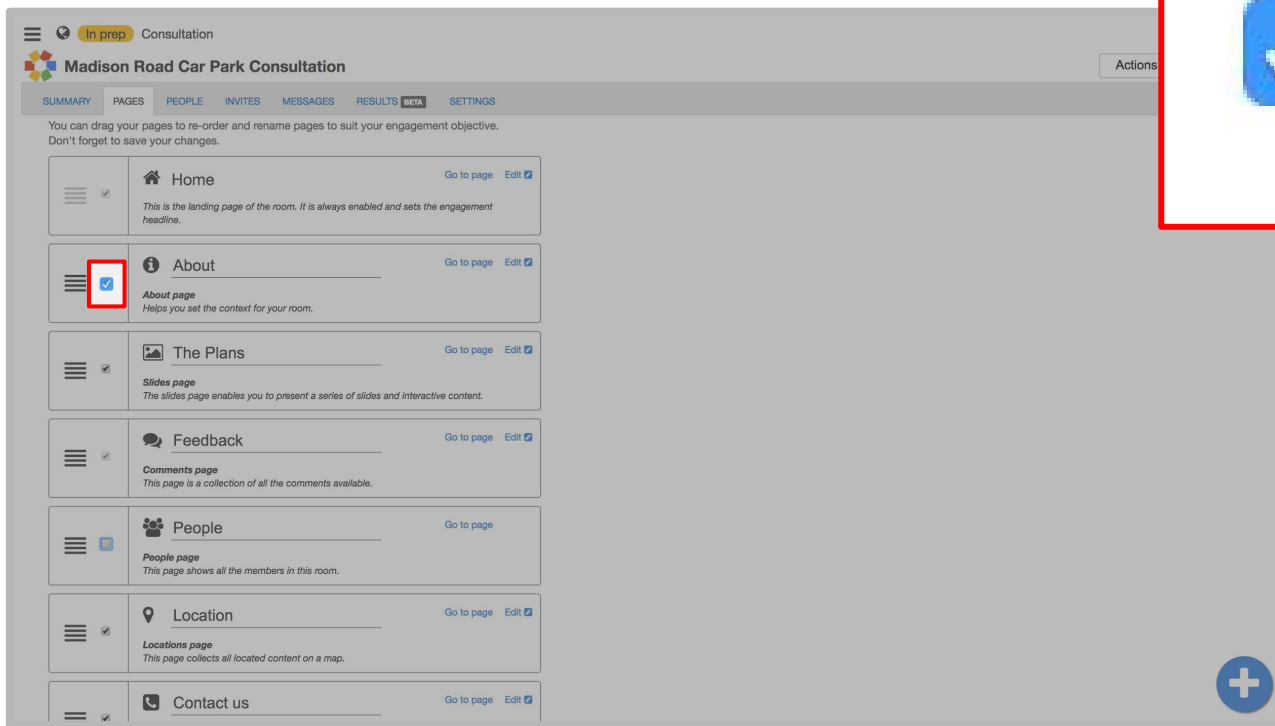 In prep Consultation
Madison Road Car Park Consultation
Actions
SUMMARY PAGES PEOPLE INVITES MESSAGES RESULTS BETA SETTINGS
You can drag your pages to re-order and rename pages to suit your engagement objective.
Don't forget to save your changes.
Home Go to page Edit
This is the landing page of the room. It is always enabled and sets the engagement
headline.
About Go to page Edit
About page
Helps you set the context for your room.
The Plans Go to page Edit
Slides page
The slides page enables you to present a series of slides and interactive content.
Feedback Go to page Edit
Comments page
This page is a collection of all the comments available.
People Go to page
People page
This page shows all the members in this room.
Location Go to page Edit
Locations page
This page collects all located content on a map.
Contact us Go to page Edit